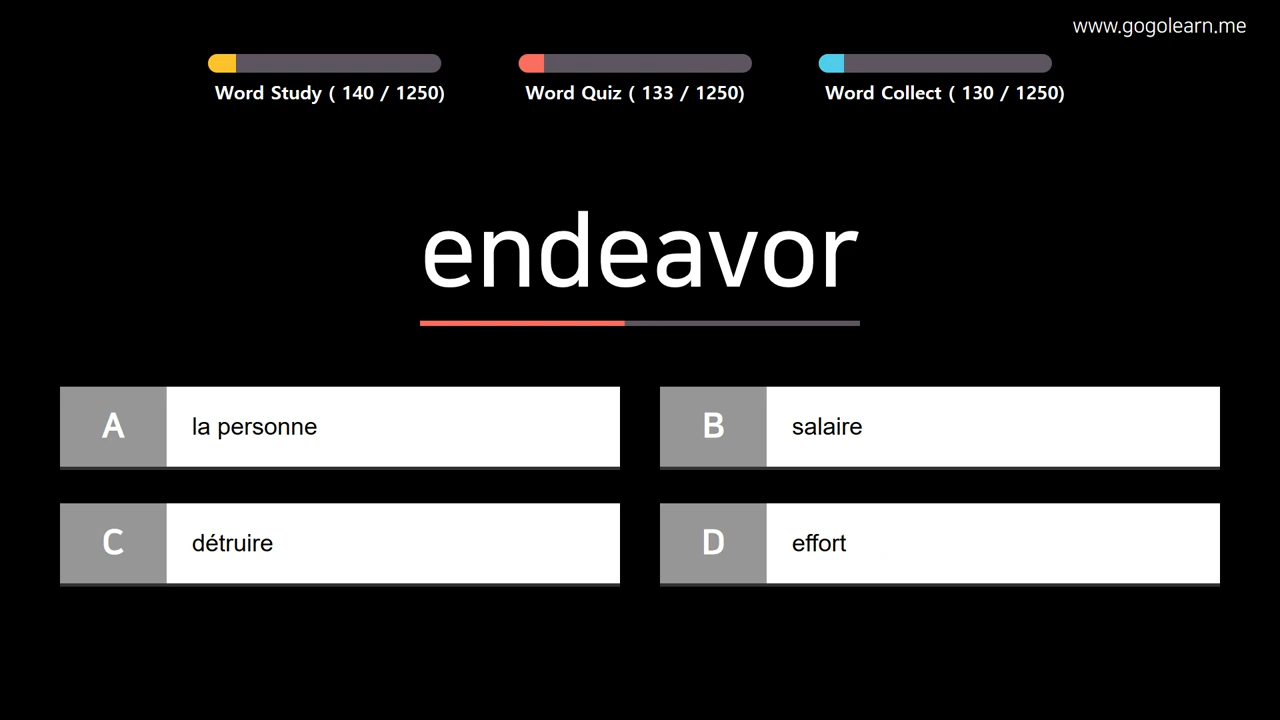 www.gogolearn.me
Word Study ( 140 / 1250)
Word Quiz ( 133 / 1250)
Word Collect ( 130 / 1250)
endeavor
A la personne
B salaire
C détruire
D effort